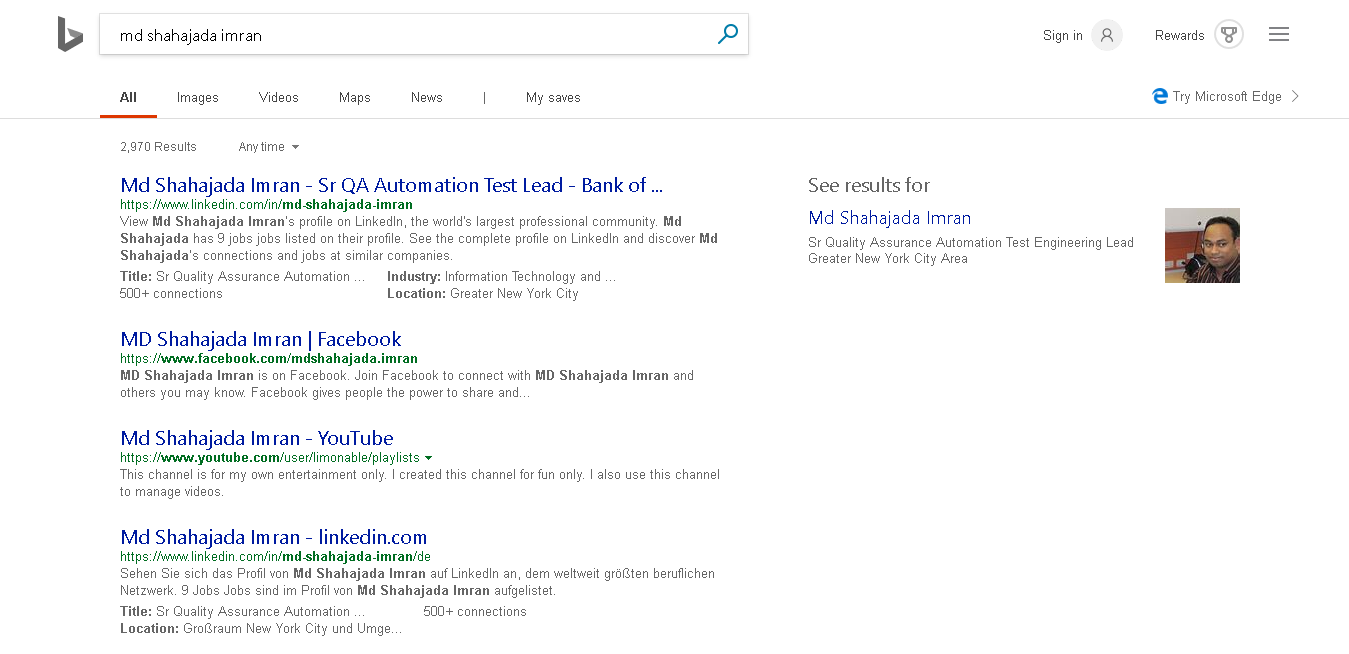 md shahajada imran
Sign in
Rewards
All
Images
Videos
Maps
News
|
My saves
Try Microsoft Edge
2,970 Results
Any time
Md Shahajada Imran - Sr QA Automation Test Lead - Bank of ...
https://www.linkedin.com/in/md-shahajada-imran
View Md Shahajada Imran's profile on LinkedIn, the world's largest professional community. Md
Shahajada has 9 jobs jobs listed on their profile. See the complete profile on LinkedIn and discover Md
Shahajada's connections and jobs at similar companies.
Title: Sr Quality Assurance Automation ...
Industry: Information Technology and ...
500+ connections
Location: Greater New York City
MD Shahajada Imran | Facebook
https://www.facebook.com/mdshahajada.imran
MD Shahajada Imran is on Facebook. Join Facebook to connect with MD Shahajada Imran and
others you may know. Facebook gives people the power to share and...
Md Shahajada Imran - YouTube
https://www.youtube.com/user/limonable/playlists
This channel is for my own entertainment only. I created this channel for fun only. I also use this channel
to manage videos.
Md Shahajada Imran - linkedin.com
https://www.linkedin.com/in/md-shahajada-imran/de
Sehen Sie sich das Profil von Md Shahajada Imran auf LinkedIn an, dem weltweit größten beruflichen
Netzwerk. 9 Jobs Jobs sind im Profil von Md Shahajada Imran aufgelistet.
Title: Sr Quality Assurance Automation ...
500+ connections
Location: Großraum New York City und Umge...
See results for
Md Shahajada Imran
Sr Quality Assurance Automation Test Engineering Lead
Greater New York City Area